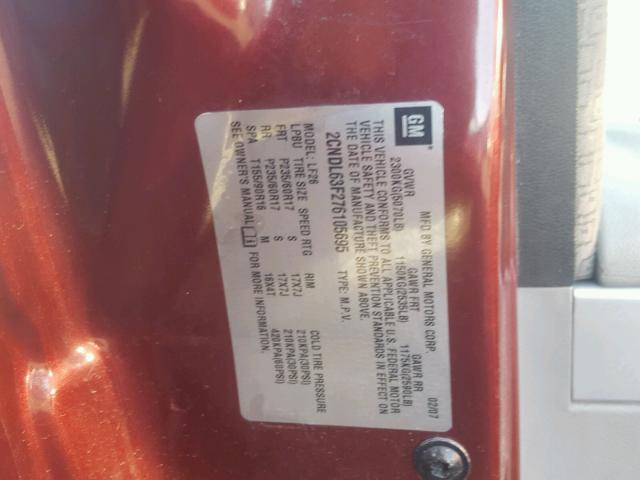 GM
MFD BY GENERAL MOTORS CORP. 02/07
GVWR GAWR FRT GAWR RR
2300KG(5070LB) 1150KG(2535LB) 1175KG(2590LB)
THIS VEHICLE CONFORMS TO ALL APPLICABLE U.S. FEDERAL MOTOR
VEHICLE SAFETY AND THEFT PREVENTION STANDARDS IN EFFECT ON
THE DATE OF MANUFACTURE SHOWN ABOVE.
2CNDL63F276105695 TYPE: M.P.V.
MODEL: LF26
LPBU TIRE SIZE SPEED RTG RIM COLD TIRE PRESSURE
FRT P235/60R17 S 17X7J 210KPA(30PSI)
RR P235/60R17 S 17X7J 210KPA(30PSI)
SPA T155/90R16 M 16X4T 420KPA(60PSI)
SEE OWNER'S MANUAL FOR MORE INFORMATION.